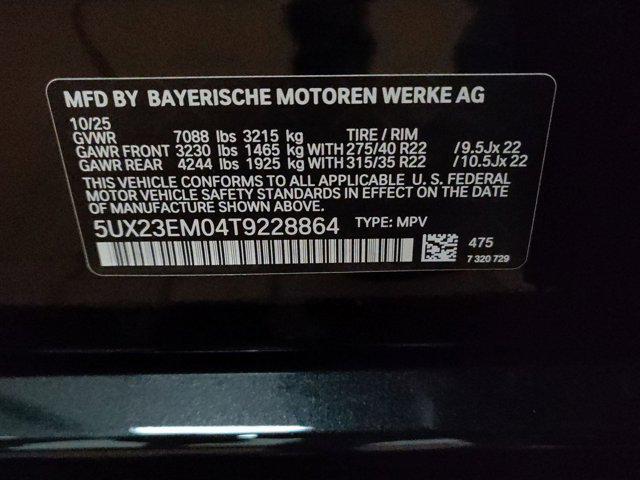 MFD BY BAYERISCHE MOTOREN WERKE AG
10/25
GVWR 7088 lbs 3215 kg TIRE / RIM
GAWR FRONT 3230 lbs 1465 kg WITH 275/40 R22 /9.5Jx 22
GAWR REAR 4244 lbs 1925 kg WITH 315/35 R22 /10.5Jx 22
THIS VEHICLE CONFORMS TO ALL APPLICABLE U. S. FEDERAL
MOTOR VEHICLE SAFETY STANDARDS IN EFFECT ON THE DATE
OF MANUFACTURE SHOWN ABOVE.
5UX23EM04T9228864 TYPE: MPV
475
7 320 729